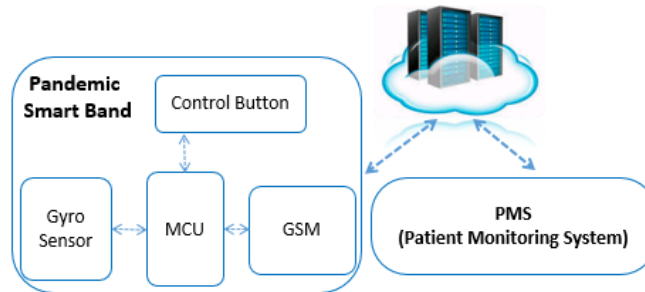 Pandemic
Smart Band
Control Button
Gyro
Sensor
MCU
GSM
PMS
(Patient Monitoring System)